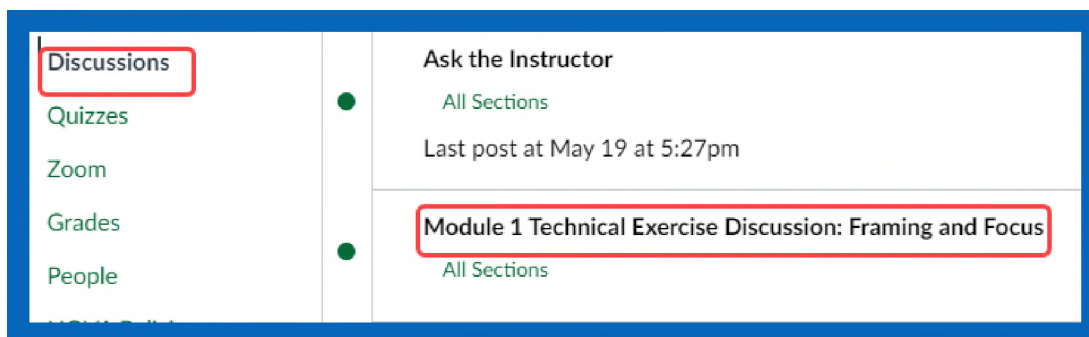 Discussions
Quizzes
Zoom
Grades
People
Ask the Instructor
All Sections
Last post at May 19 at 5:27pm
Module 1 Technical Exercise Discussion: Framing and Focus
All Sections